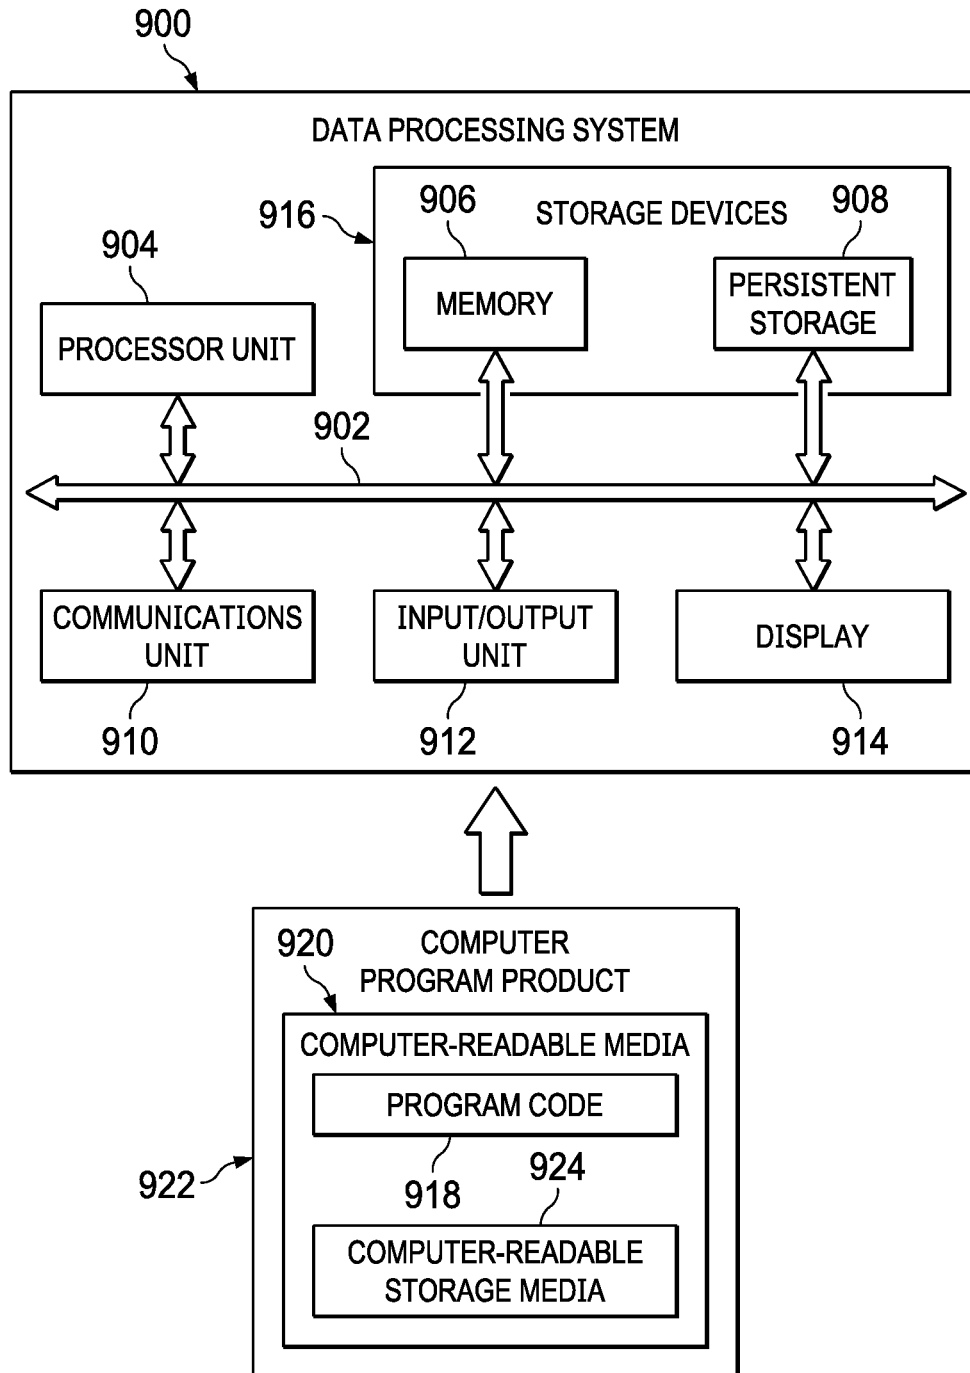 900
DATA PROCESSING SYSTEM
916
906
STORAGE DEVICES
908
904
MEMORY
PERSISTENT
STORAGE
PROCESSOR UNIT
902
COMMUNICATIONS
UNIT
INPUT/OUTPUT
UNIT
DISPLAY
910
912
914
920
COMPUTER
PROGRAM PRODUCT
COMPUTER-READABLE MEDIA
PROGRAM CODE
922
918
924
COMPUTER-READABLE
STORAGE MEDIA